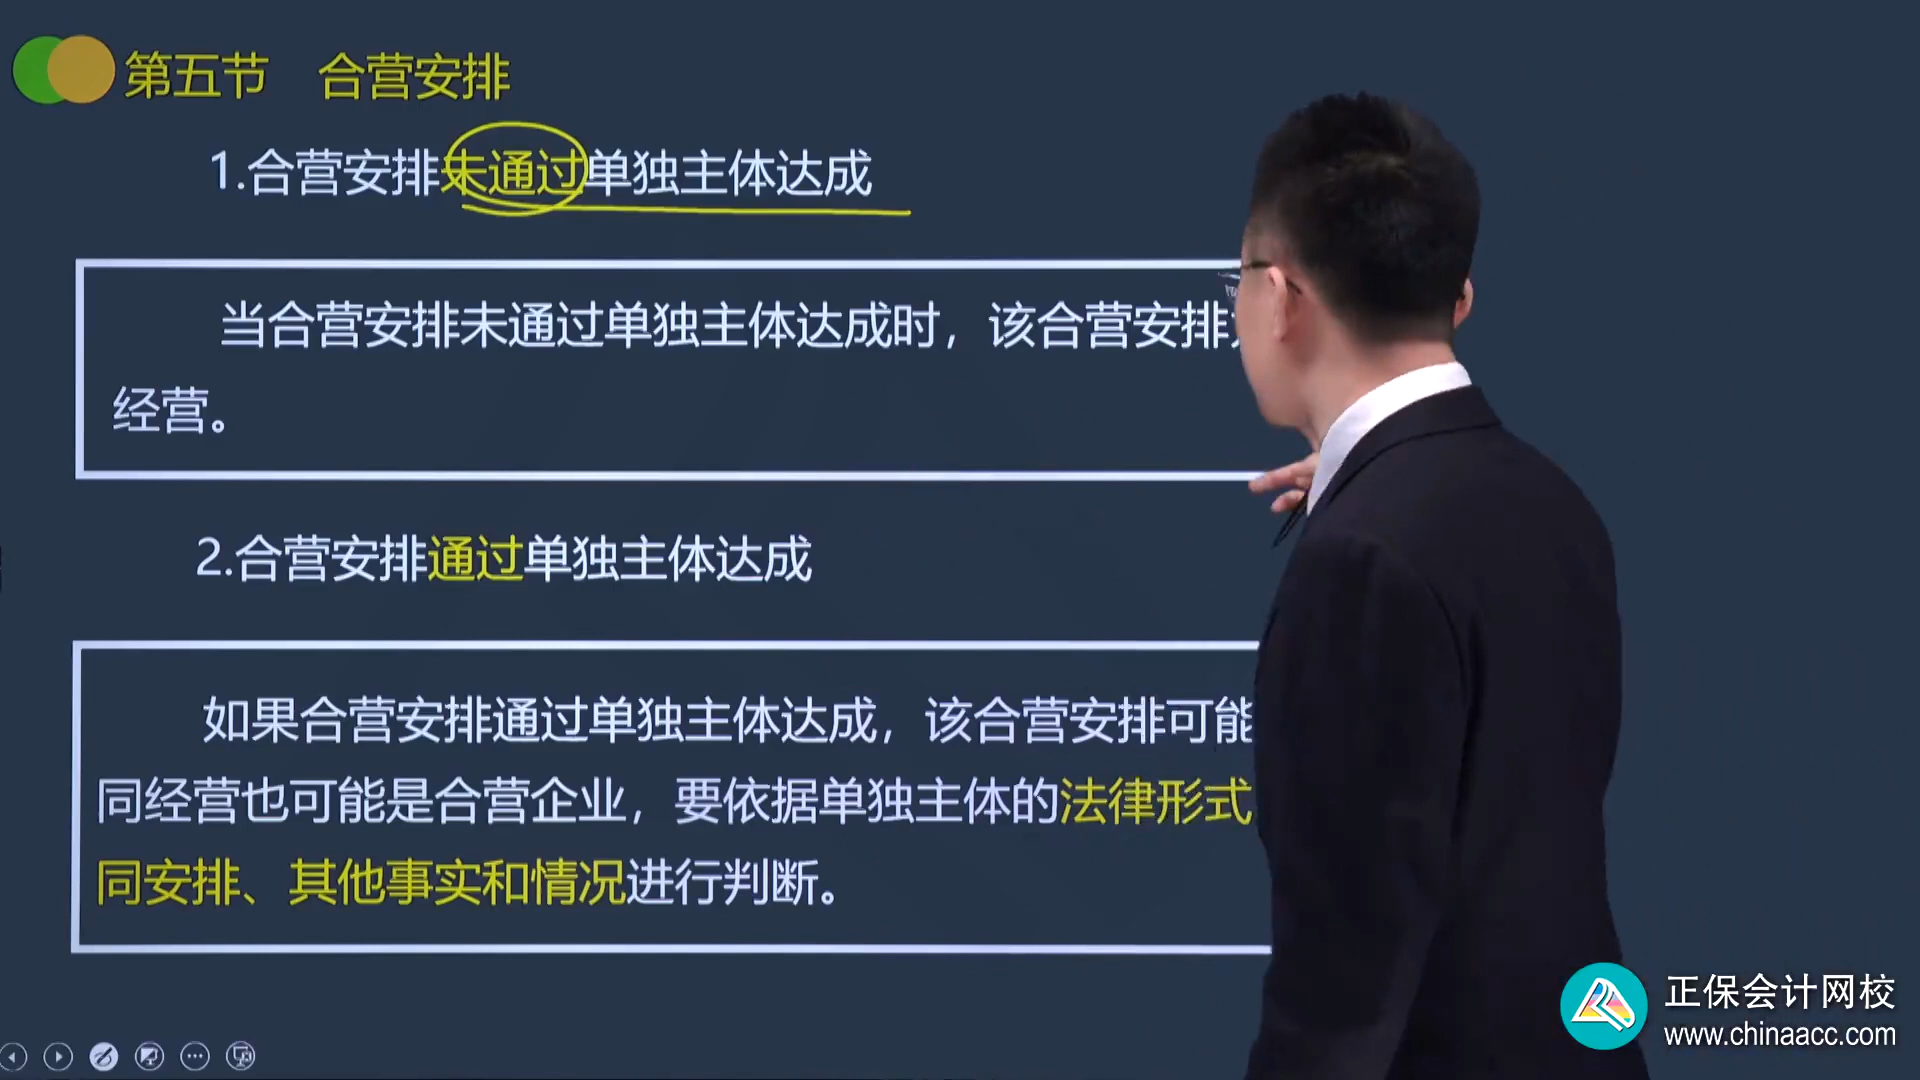 第五节 合营安排
1.合营安排未通过单独主体达成
当合营安排未通过单独主体达成时，该合营安排
经营。
2.合营安排通过单独主体达成
如果合营安排通过单独主体达成，该合营安排可能
同经营也可能是合营企业，要依据单独主体的法律形式
同安排、其他事实和情况进行判断。
正保会计网校
www.chinaacc.com